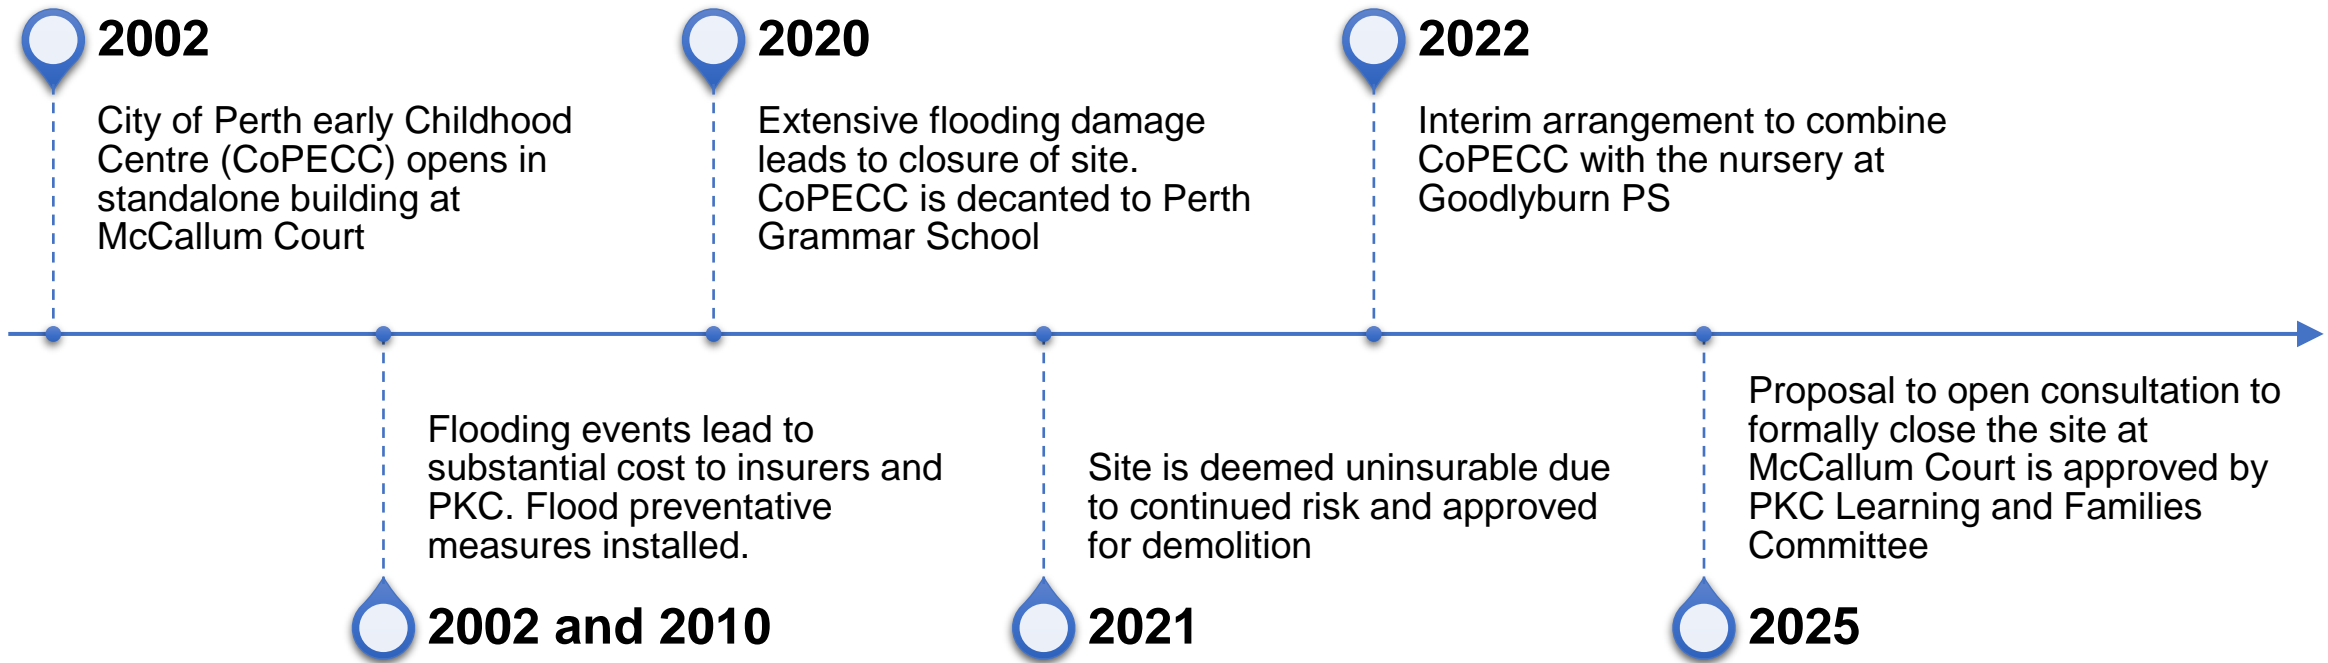 2002
City of Perth early Childhood
Centre (CoPECC) opens in
standalone building at
McCallum Court
Flooding events lead to
substantial cost to insurers and
PKC. Flood preventative
measures installed.
2002 and 2010
2020
Extensive flooding damage
leads to closure of site.
CoPECC is decanted to Perth
Grammar School
Site is deemed uninsurable due
to continued risk and approved
for demolition
2021
2022
Interim arrangement to combine
CoPECC with the nursery at
Goodlyburn PS
Proposal to open consultation to
formally close the site at
McCallum Court is approved by
PKC Learning and Families
Committee
2025